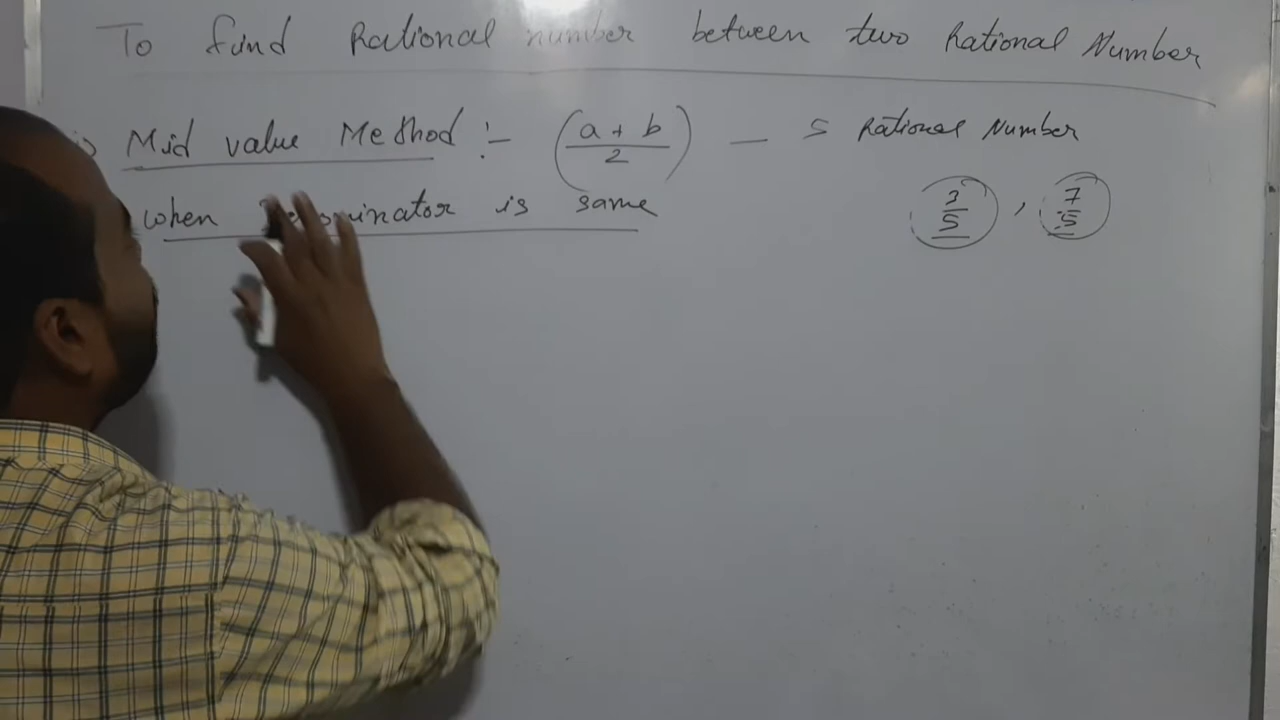 To find Rational number between two Rational Number
Mid value Method :- (a + b / 2) — 5 Rational Number
when is same
3/5 , 7/5